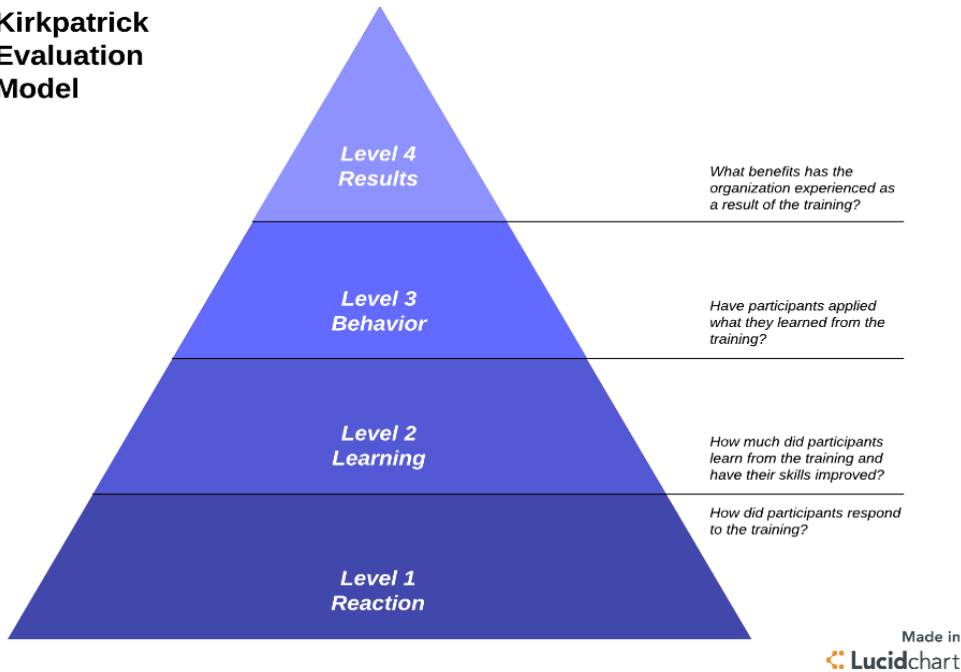 Kirkpatrick
Evaluation
Model
Level 4
Results
What benefits has the
organization experienced as
a result of the training?
Level 3
Behavior
Have participants applied
what they learned from the
training?
Level 2
Learning
How much did participants
learn from the training and
have their skills improved?
How did participants respond
to the training?
Level 1
Reaction
Made in
Lucidchart